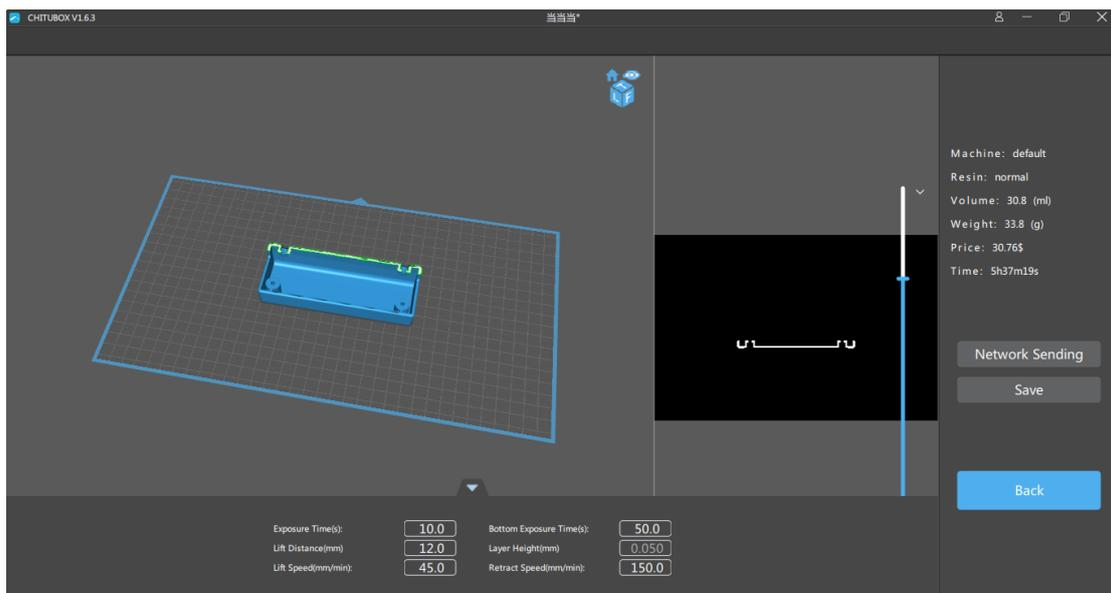 CHITUBOX V1.6.3
当当当*
Machine: default
Resin: normal
Volume: 30.8 (ml)
Weight: 33.8 (g)
Price: 30.76$
Time: 5h37m19s
Network Sending
Save
Back
Exposure Time(s): 10.0 Bottom Exposure Time(s): 50.0
Lift Distance(mm) 12.0 Layer Height(mm) 0.050
Lift Speed(mm/min): 45.0 Retract Speed(mm/min): 150.0